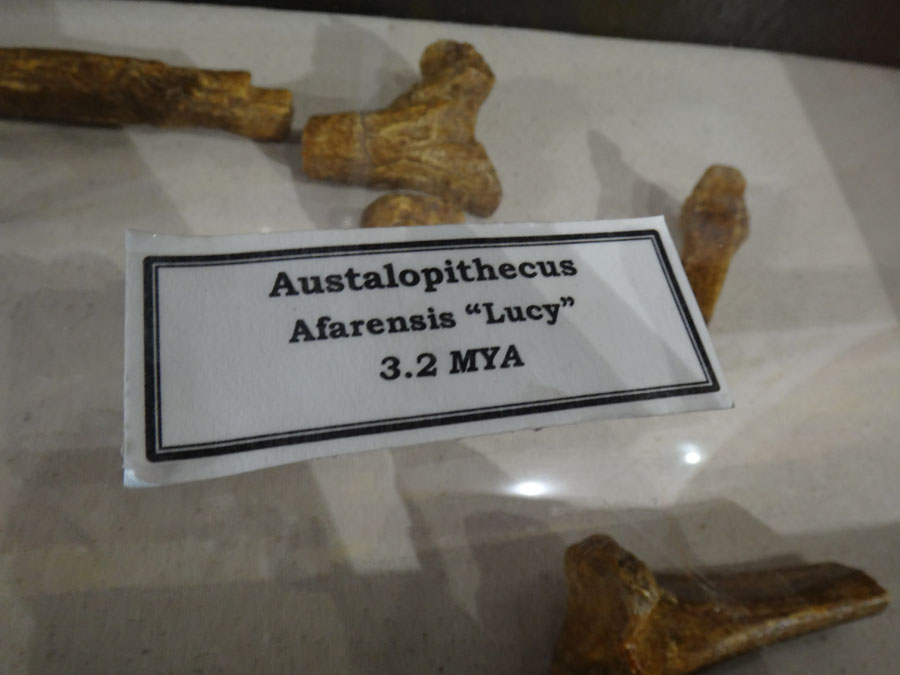 Austalopithecus
Afarensis “Lucy”
3.2 MYA